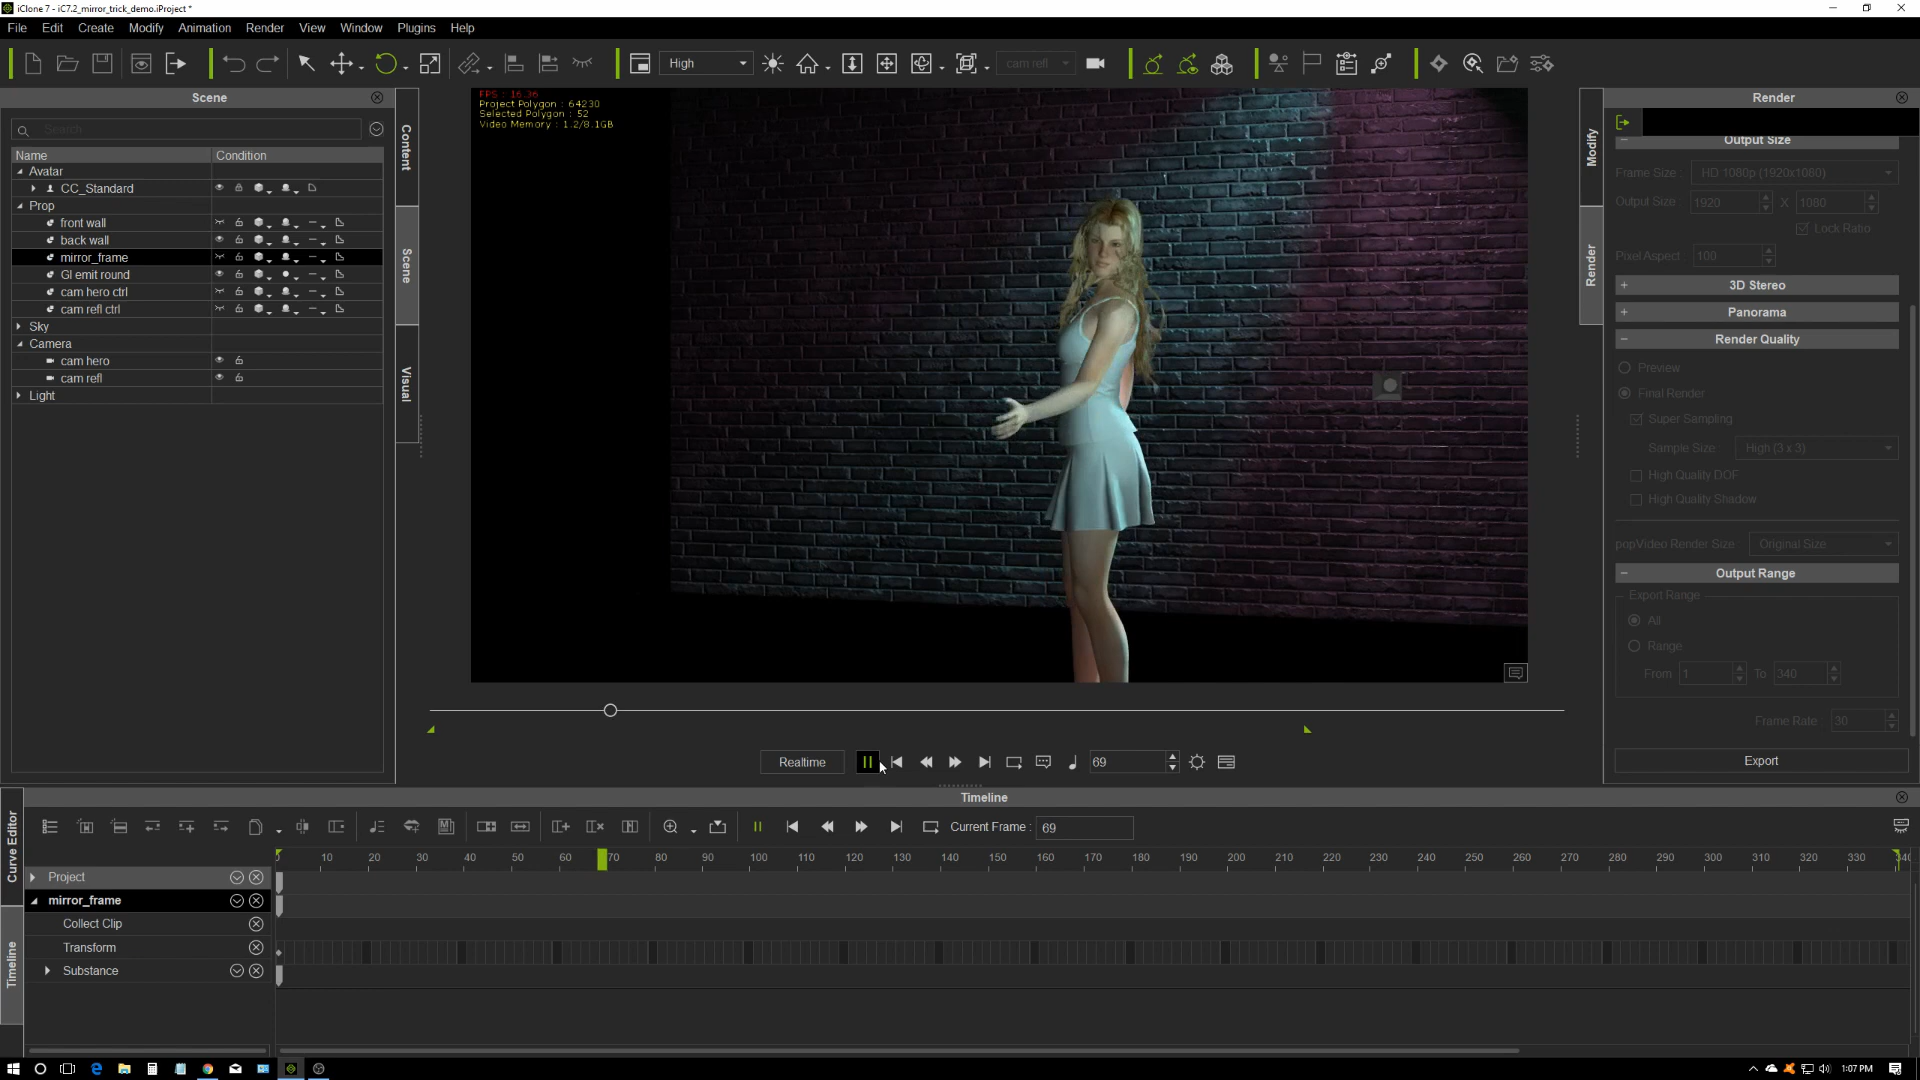 iClone 7 - iC7.2_mirror_trick_demo.iProject *
File Edit Create Modify Animation Render View Window Plugins Help
High
cam refl
Scene
Search
Name Condition
Avatar
CC_Standard
Prop
front wall
back wall
mirror_frame
GI emit round
cam hero ctrl
cam refl ctrl
Sky
Camera
cam hero
cam refl
Light
Content
Scene
Visual
FPS : 16.36
Project Polygon : 64230
Selected Polygon : 52
Video Memory : 1.2/8.1GB
Modify
Render
Render
Output Size
Frame Size : HD 1080p (1920x1080)
Output Size 1920 X 1080
Lock Ratio
Pixel Aspect 100
3D Stereo
Panorama
Render Quality
Preview
Final Render
Super Sampling
Sample Size : High (3 x 3)
High Quality DOF
High Quality Shadow
popVideo Render Size Original Size
Output Range
Export Range
All
Range
From 1 To 340
Frame Rate: 30
Export
Realtime 69
Timeline
Current Frame : 69
0 10 20 30 40 50 60 70 80 90 100 110 120 130 140 150 160 170 180 190 200 210 220 230 240 250 260 270 280 290 300 310 320 330 340
Curve Editor
Timeline
Project
mirror_frame
Collect Clip
Transform
Substance
1:07 PM